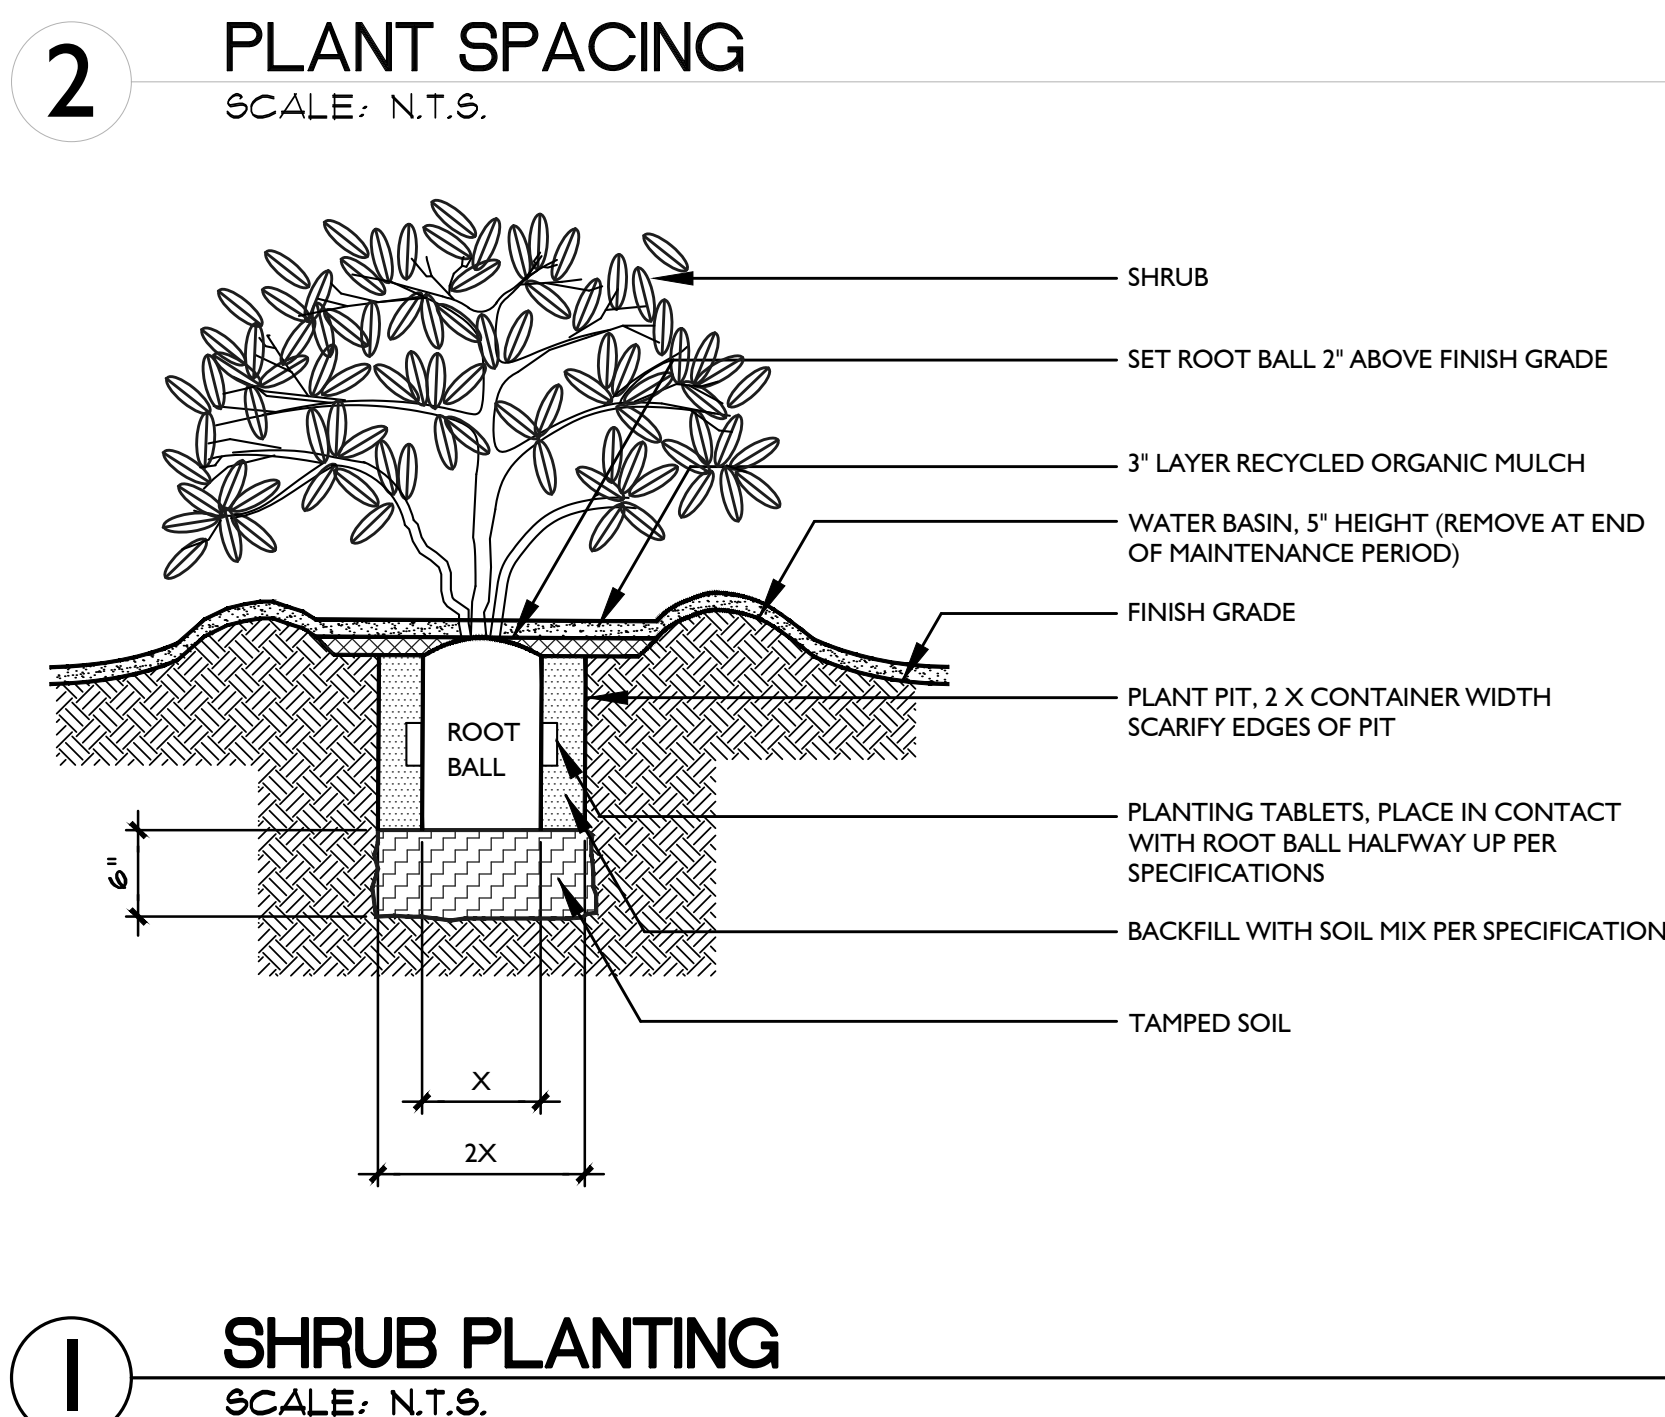 2
PLANT SPACING
SCALE: N.T.S.
SHRUB
SET ROOT BALL 2" ABOVE FINISH GRADE
3" LAYER RECYCLED ORGANIC MULCH
WATER BASIN, 5" HEIGHT (REMOVE AT END
OF MAINTENANCE PERIOD)
FINISH GRADE
PLANT PIT, 2 X CONTAINER WIDTH
SCARIFY EDGES OF PIT
ROOT
BALL
PLANTING TABLETS, PLACE IN CONTACT
WITH ROOT BALL HALFWAY UP PER
SPECIFICATIONS
6"
BACKFILL WITH SOIL MIX PER SPECIFICATION
TAMPED SOIL
X
2X
1
SHRUB PLANTING
SCALE: N.T.S.